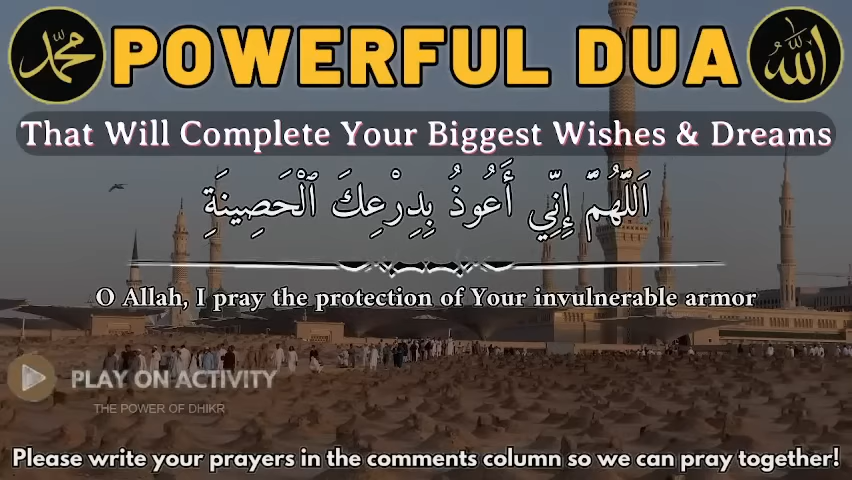 محمد
POWERFUL DUA
الله
That Will Complete Your Biggest Wishes & Dreams
اَللّٰهُمَّ إِنِّي أَعُوذُ بِدِرْعِكَ ٱلْحَصِينَةِ
O Allah, I pray the protection of Your invulnerable armor
PLAY ON ACTIVITY
THE POWER OF DHIKR
Please write your prayers in the comments column so we can pray together!